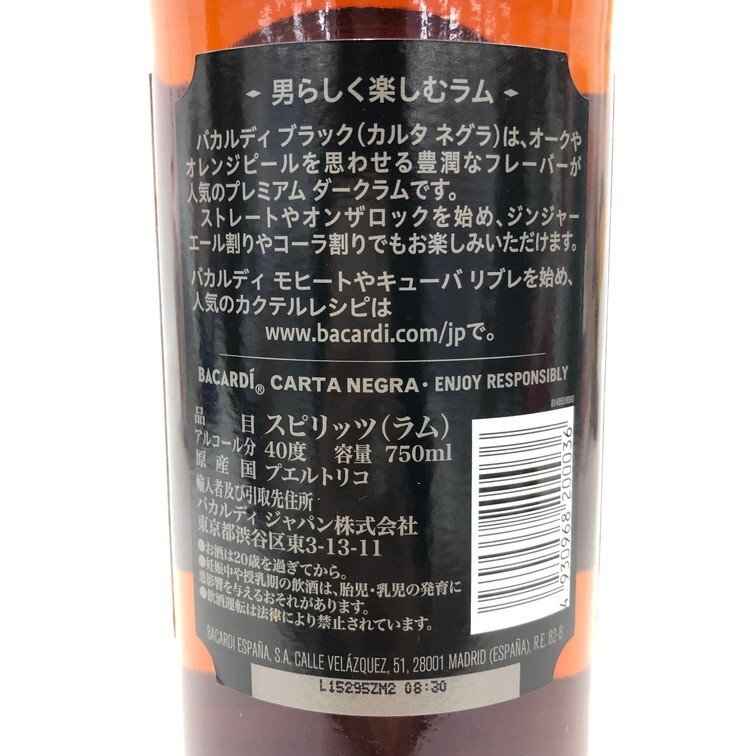 男らしく楽しむラム
バカルディ ブラック(カルタ ネグラ)は、オークや
オレンジピールを思わせる豊潤なフレーバーが
人気のプレミアム ダークラムです。
ストレートやオンザロックを始め、ジンジャー
エール割りやコーラ割りでもお楽しみいただけます。
バカルディ モヒートやキューバ リブレを始め、
人気のカクテルレシピは
www.bacardi.com/jpで。
BACARDÍ® CARTA NEGRA・ENJOY RESPONSIBLY
品目 スピリッツ(ラム)
アルコール分 40度 容量 750ml
原産国 プエルトリコ
輸入者及び引取先住所
バカルディ ジャパン株式会社
東京都渋谷区東3-13-11
●お酒は20歳を過ぎてから。
●妊娠中や授乳期の飲酒は、胎児・乳児の発育に
悪影響を与えるおそれがあります。
●飲酒運転は法律により禁止されています。
4 930968 200036
BACARDI ESPAÑA, S.A. CALLE VELÁZQUEZ, 51, 28001 MADRID (ESPAÑA). R.E. 82-B
L15295ZM2 08:30